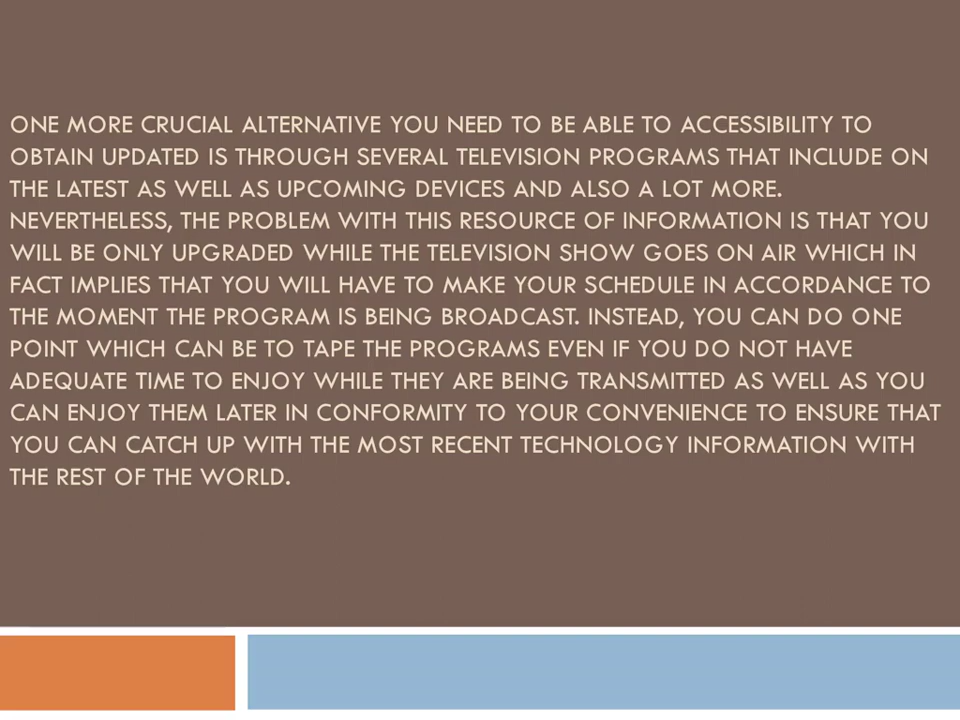 ONE MORE CRUCIAL ALTERNATIVE YOU NEED TO BE ABLE TO ACCESSIBILITY TO
OBTAIN UPDATED IS THROUGH SEVERAL TELEVISION PROGRAMS THAT INCLUDE ON
THE LATEST AS WELL AS UPCOMING DEVICES AND ALSO A LOT MORE.
NEVERTHELESS, THE PROBLEM WITH THIS RESOURCE OF INFORMATION IS THAT YOU
WILL BE ONLY UPGRADED WHILE THE TELEVISION SHOW GOES ON AIR WHICH IN
FACT IMPLIES THAT YOU WILL HAVE TO MAKE YOUR SCHEDULE IN ACCORDANCE TO
THE MOMENT THE PROGRAM IS BEING BROADCAST. INSTEAD, YOU CAN DO ONE
POINT WHICH CAN BE TO TAPE THE PROGRAMS EVEN IF YOU DO NOT HAVE
ADEQUATE TIME TO ENJOY WHILE THEY ARE BEING TRANSMITTED AS WELL AS YOU
CAN ENJOY THEM LATER IN CONFORMITY TO YOUR CONVENIENCE TO ENSURE THAT
YOU CAN CATCH UP WITH THE MOST RECENT TECHNOLOGY INFORMATION WITH
THE REST OF THE WORLD.